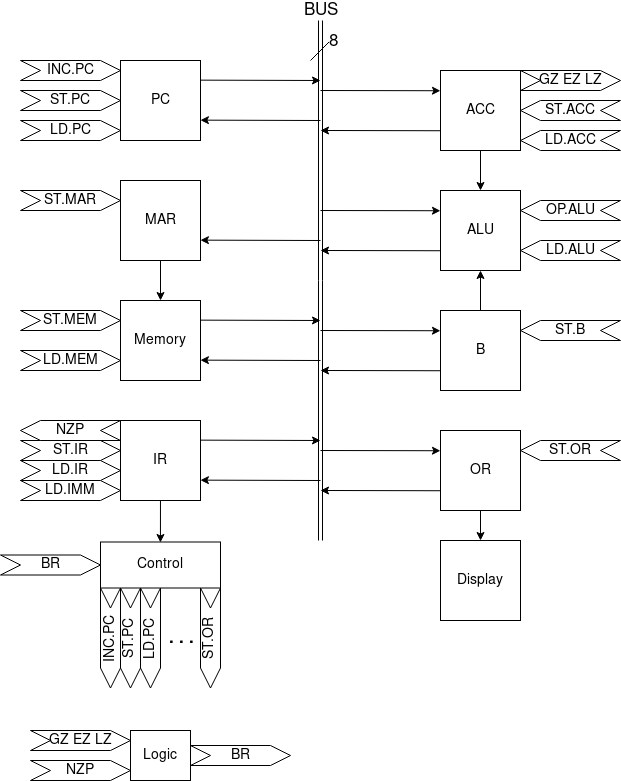 BUS
8
INC.PC
ST.PC
LD.PC
PC
GZ EZ LZ
ST.ACC
LD.ACC
ACC
ST.MAR
MAR
OP.ALU
LD.ALU
ALU
ST.MEM
LD.MEM
Memory
ST.B
B
NZP
ST.IR
LD.IR
LD.IMM
IR
ST.OR
OR
BR
Control
Display
INC.PC
ST.PC
LD.PC
. . .
ST.OR
GZ EZ LZ
NZP
Logic
BR